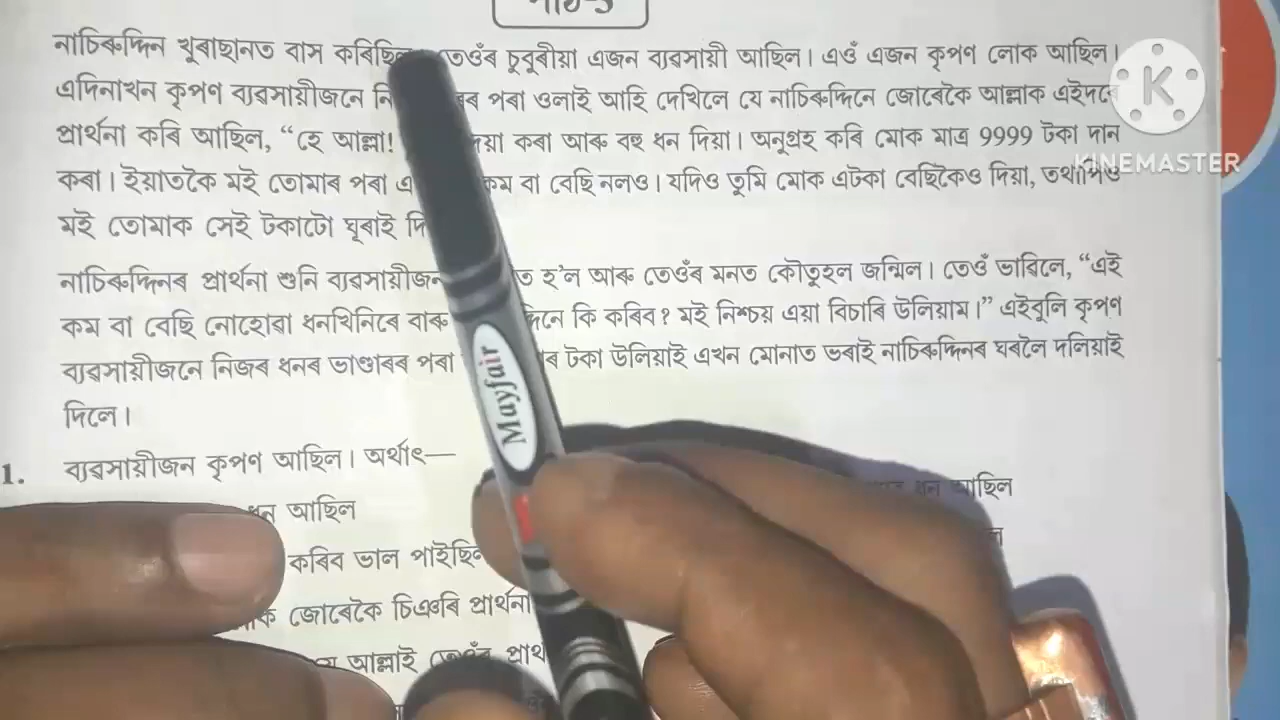 নাচিৰুদ্দিন খুৰাছানত বাস কৰিছিল তেওঁৰ চুবুৰীয়া এজন ব্যৱসায়ী আছিল। এওঁ এজন কৃপণ লোক আছিল।
এদিনাখন কৃপণ ব্যৱসায়ীজনে পৰা ওলাই আহি দেখিলে যে নাচিৰুদ্দিনে জোৰেকৈ আল্লাক এইদৰে
প্ৰাৰ্থনা কৰি আছিল, “হে আল্লা! কৰা আৰু বহু ধন দিয়া। অনুগ্ৰহ কৰি মোক মাত্ৰ 9999 টকা দান
কৰা। ইয়াতকৈ মই তোমাৰ পৰা কম বা বেছি নলওঁ। যদিও তুমি মোক এটকা বেছিকৈও দিয়া, তথাপিও
মই তোমাক সেই টকাটো ঘূৰাই
নাচিৰুদ্দিনৰ প্ৰাৰ্থনা শুনি হ’ল আৰু তেওঁৰ মনত কৌতুহল জন্মিল। তেওঁ ভাবিলে, “এই
কম বা বেছি নোহোৱা ধনখিনিৰে বাৰু কি কৰিব? মই নিশ্চয় এয়া বিচাৰি উলিয়াম।” এইবুলি কৃপণ
ব্যৱসায়ীজনে নিজৰ ধনৰ ভাণ্ডাৰৰ পৰা টকা উলিয়াই এখন মোনাত ভৰাই নাচিৰুদ্দিনৰ ঘৰলৈ দলিয়াই
দিলে।
1. ব্যৱসায়ীজন কৃপণ আছিল। অৰ্থাৎ—
ধন আছিল
ধন আছিল
কৰিব ভাল পাইছিল
জোৰেকৈ চিঞৰি প্ৰাৰ্থনা
আল্লাই তেওঁৰ
Mayfair
K
KINEMASTER